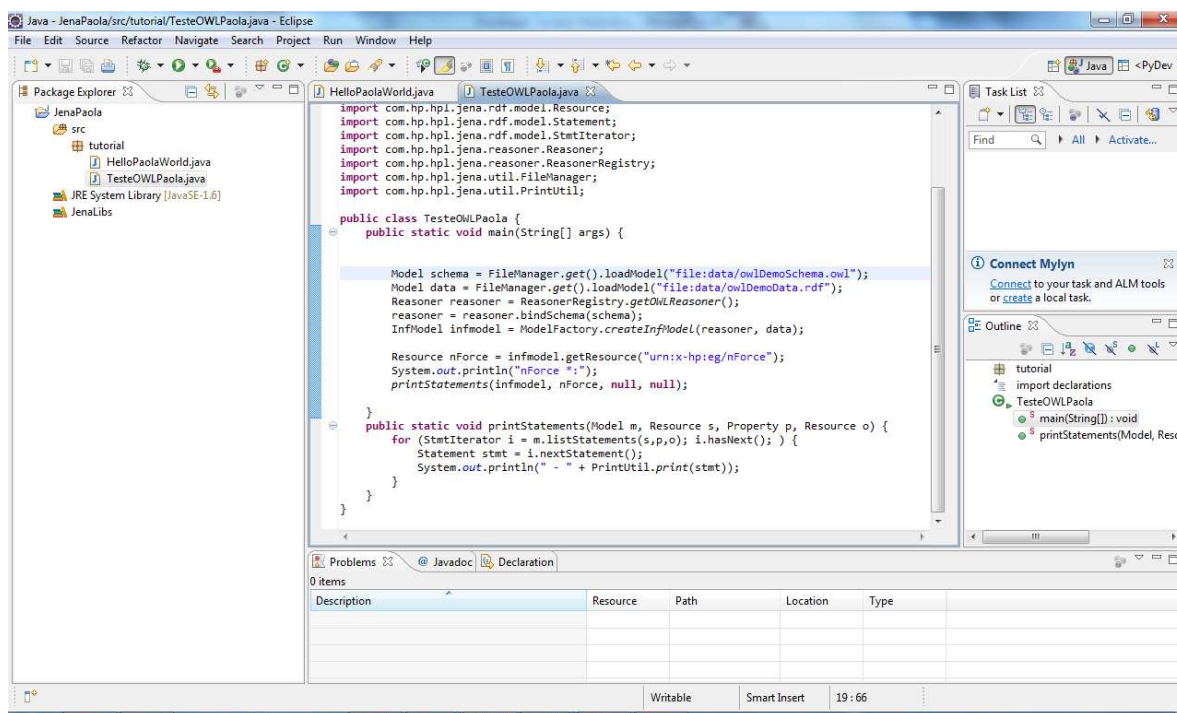 Java - JenaPaola/src/tutorial/TesteOWLPaola.java - Eclipse
File Edit Source Refactor Navigate Search Project Run Window Help
Java <PyDev
Package Explorer
JenaPaola
src
tutorial
HelloPaolaWorld.java
TesteOWLPaola.java
JRE System Library [JavaSE-1.6]
JenaLibs
HelloPaolaWorld.java TesteOWLPaola.java
import com.hp.hpl.jena.rdf.model.Resource;
import com.hp.hpl.jena.rdf.model.Statement;
import com.hp.hpl.jena.rdf.model.StmtIterator;
import com.hp.hpl.jena.reasoner.Reasoner;
import com.hp.hpl.jena.reasoner.ReasonerRegistry;
import com.hp.hpl.jena.util.FileManager;
import com.hp.hpl.jena.util.PrintUtil;
public class TesteOWLPaola {
public static void main(String[] args) {
Model schema = FileManager.get().loadModel("file:data/owlDemoSchema.owl");
Model data = FileManager.get().loadModel("file:data/owlDemoData.rdf");
Reasoner reasoner = ReasonerRegistry.getOWLReasoner();
reasoner = reasoner.bindSchema(schema);
InfModel infmodel = ModelFactory.createInfModel(reasoner, data);
Resource nForce = infmodel.getResource("urn:x-hp:eg/nForce");
System.out.println("nForce *:");
printStatements(infmodel, nForce, null, null);
}
public static void printStatements(Model m, Resource s, Property p, Resource o) {
for (StmtIterator i = m.listStatements(s,p,o); i.hasNext(); ) {
Statement stmt = i.nextStatement();
System.out.println(" - " + PrintUtil.print(stmt));
}
}
}
Task List
Find All Activate...
Connect Mylyn
Connect to your task and ALM tools
or create a local task.
Outline
tutorial
import declarations
TesteOWLPaola
main(String[]) : void
printStatements(Model, Reso
Problems Javadoc Declaration
0 items
Description Resource Path Location Type
Writable Smart Insert 19 : 66